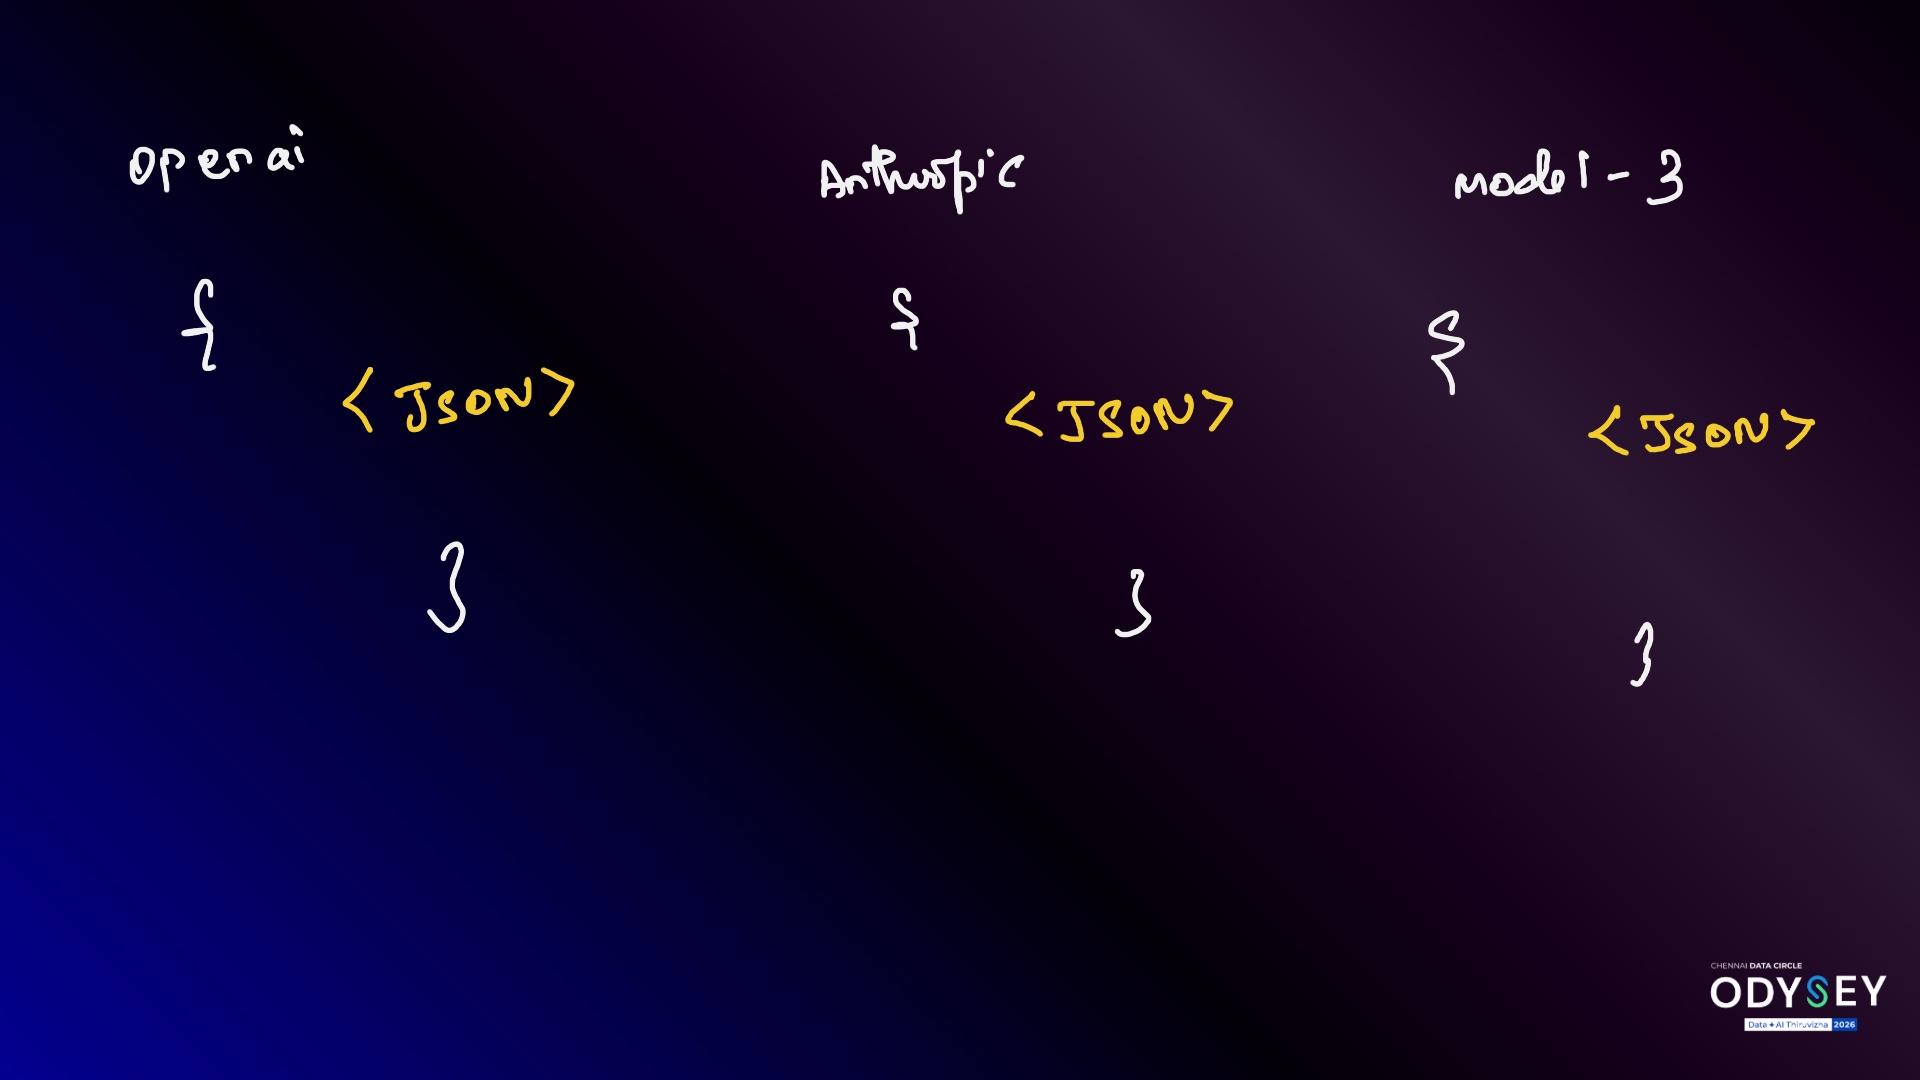 openai
{
<Json>
}
Anthropic
{
<JSON>
}
model-3
{
<Json>
}
CHENNAI DATA CIRCLE
ODYSSEY
Data + AI Thiruvizha 2026